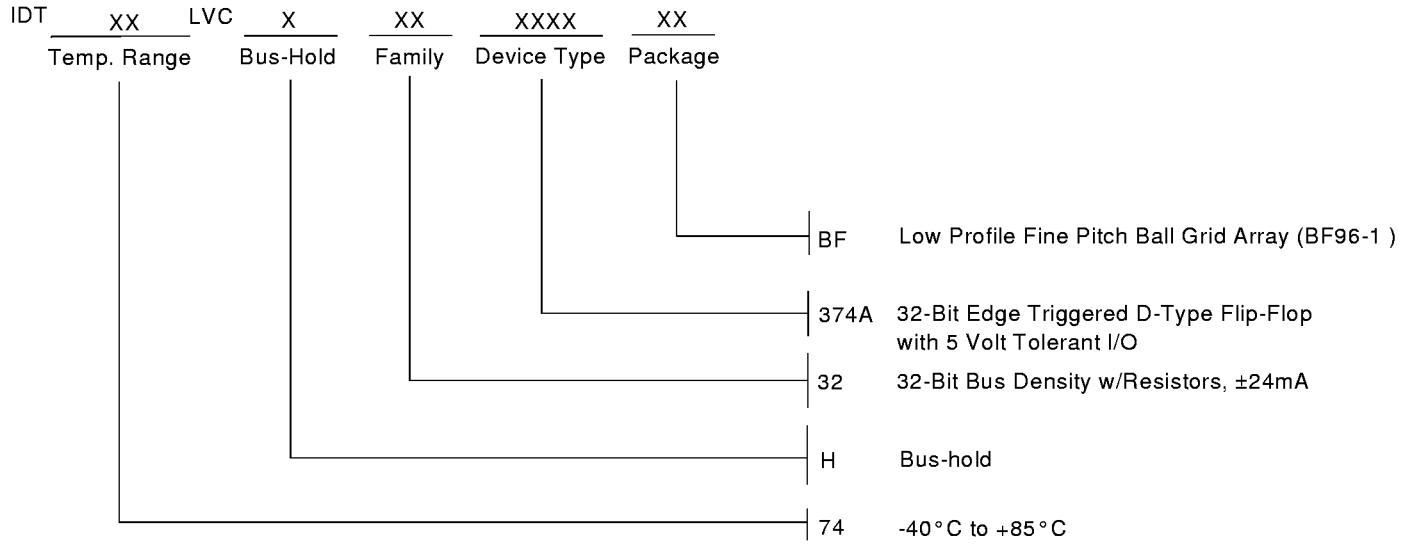 IDT XX LVC X XX XXXX XX
Temp. Range Bus-Hold Family Device Type Package
BF Low Profile Fine Pitch Ball Grid Array (BF96-1 )
374A 32-Bit Edge Triggered D-Type Flip-Flop
with 5 Volt Tolerant I/O
32 32-Bit Bus Density w/Resistors, ±24mA
H Bus-hold
74 -40°C to +85°C